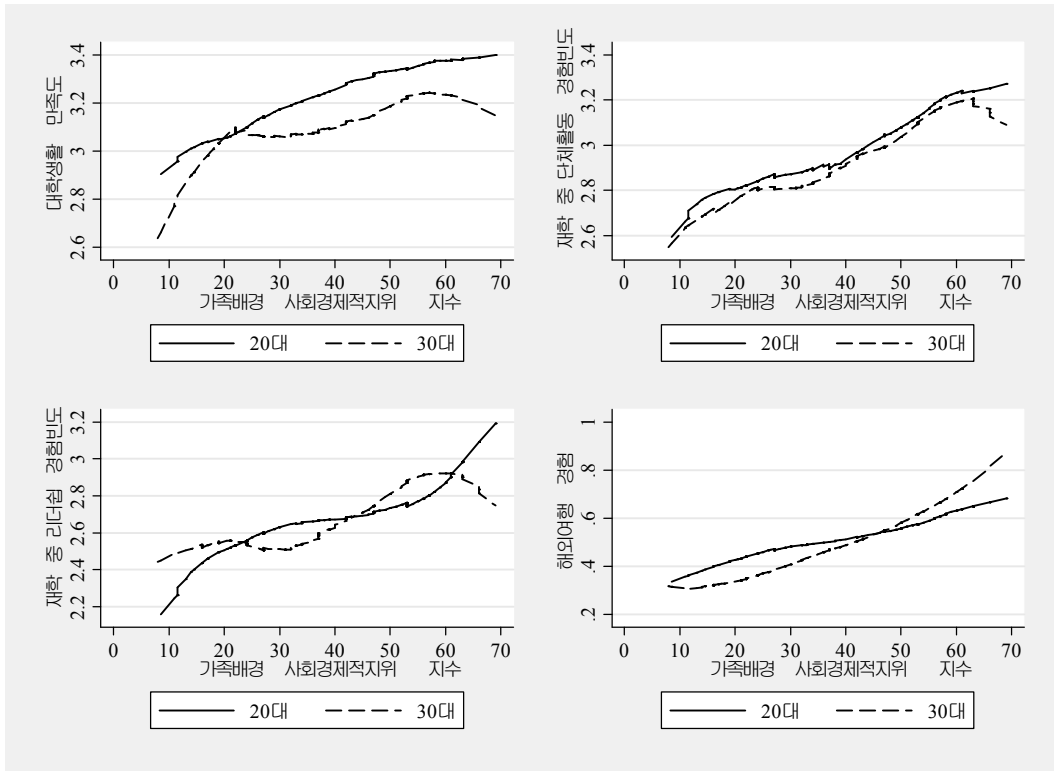 대학생활 만족도
2.6 2.8 3 3.2 3.4
0 10 20 30 40 50 60 70
가족배경 사회경제적지위 지수
20대 30대
재학 중 단체활동 경험빈도
2.6 2.8 3 3.2 3.4
0 10 20 30 40 50 60 70
가족배경 사회경제적지위 지수
20대 30대
재학 중 리더쉽 경험빈도
2.2 2.4 2.6 2.8 3 3.2
0 10 20 30 40 50 60 70
가족배경 사회경제적지위 지수
20대 30대
해외여행 경험
.2 .4 .6 .8 1
0 10 20 30 40 50 60 70
가족배경 사회경제적지위 지수
20대 30대